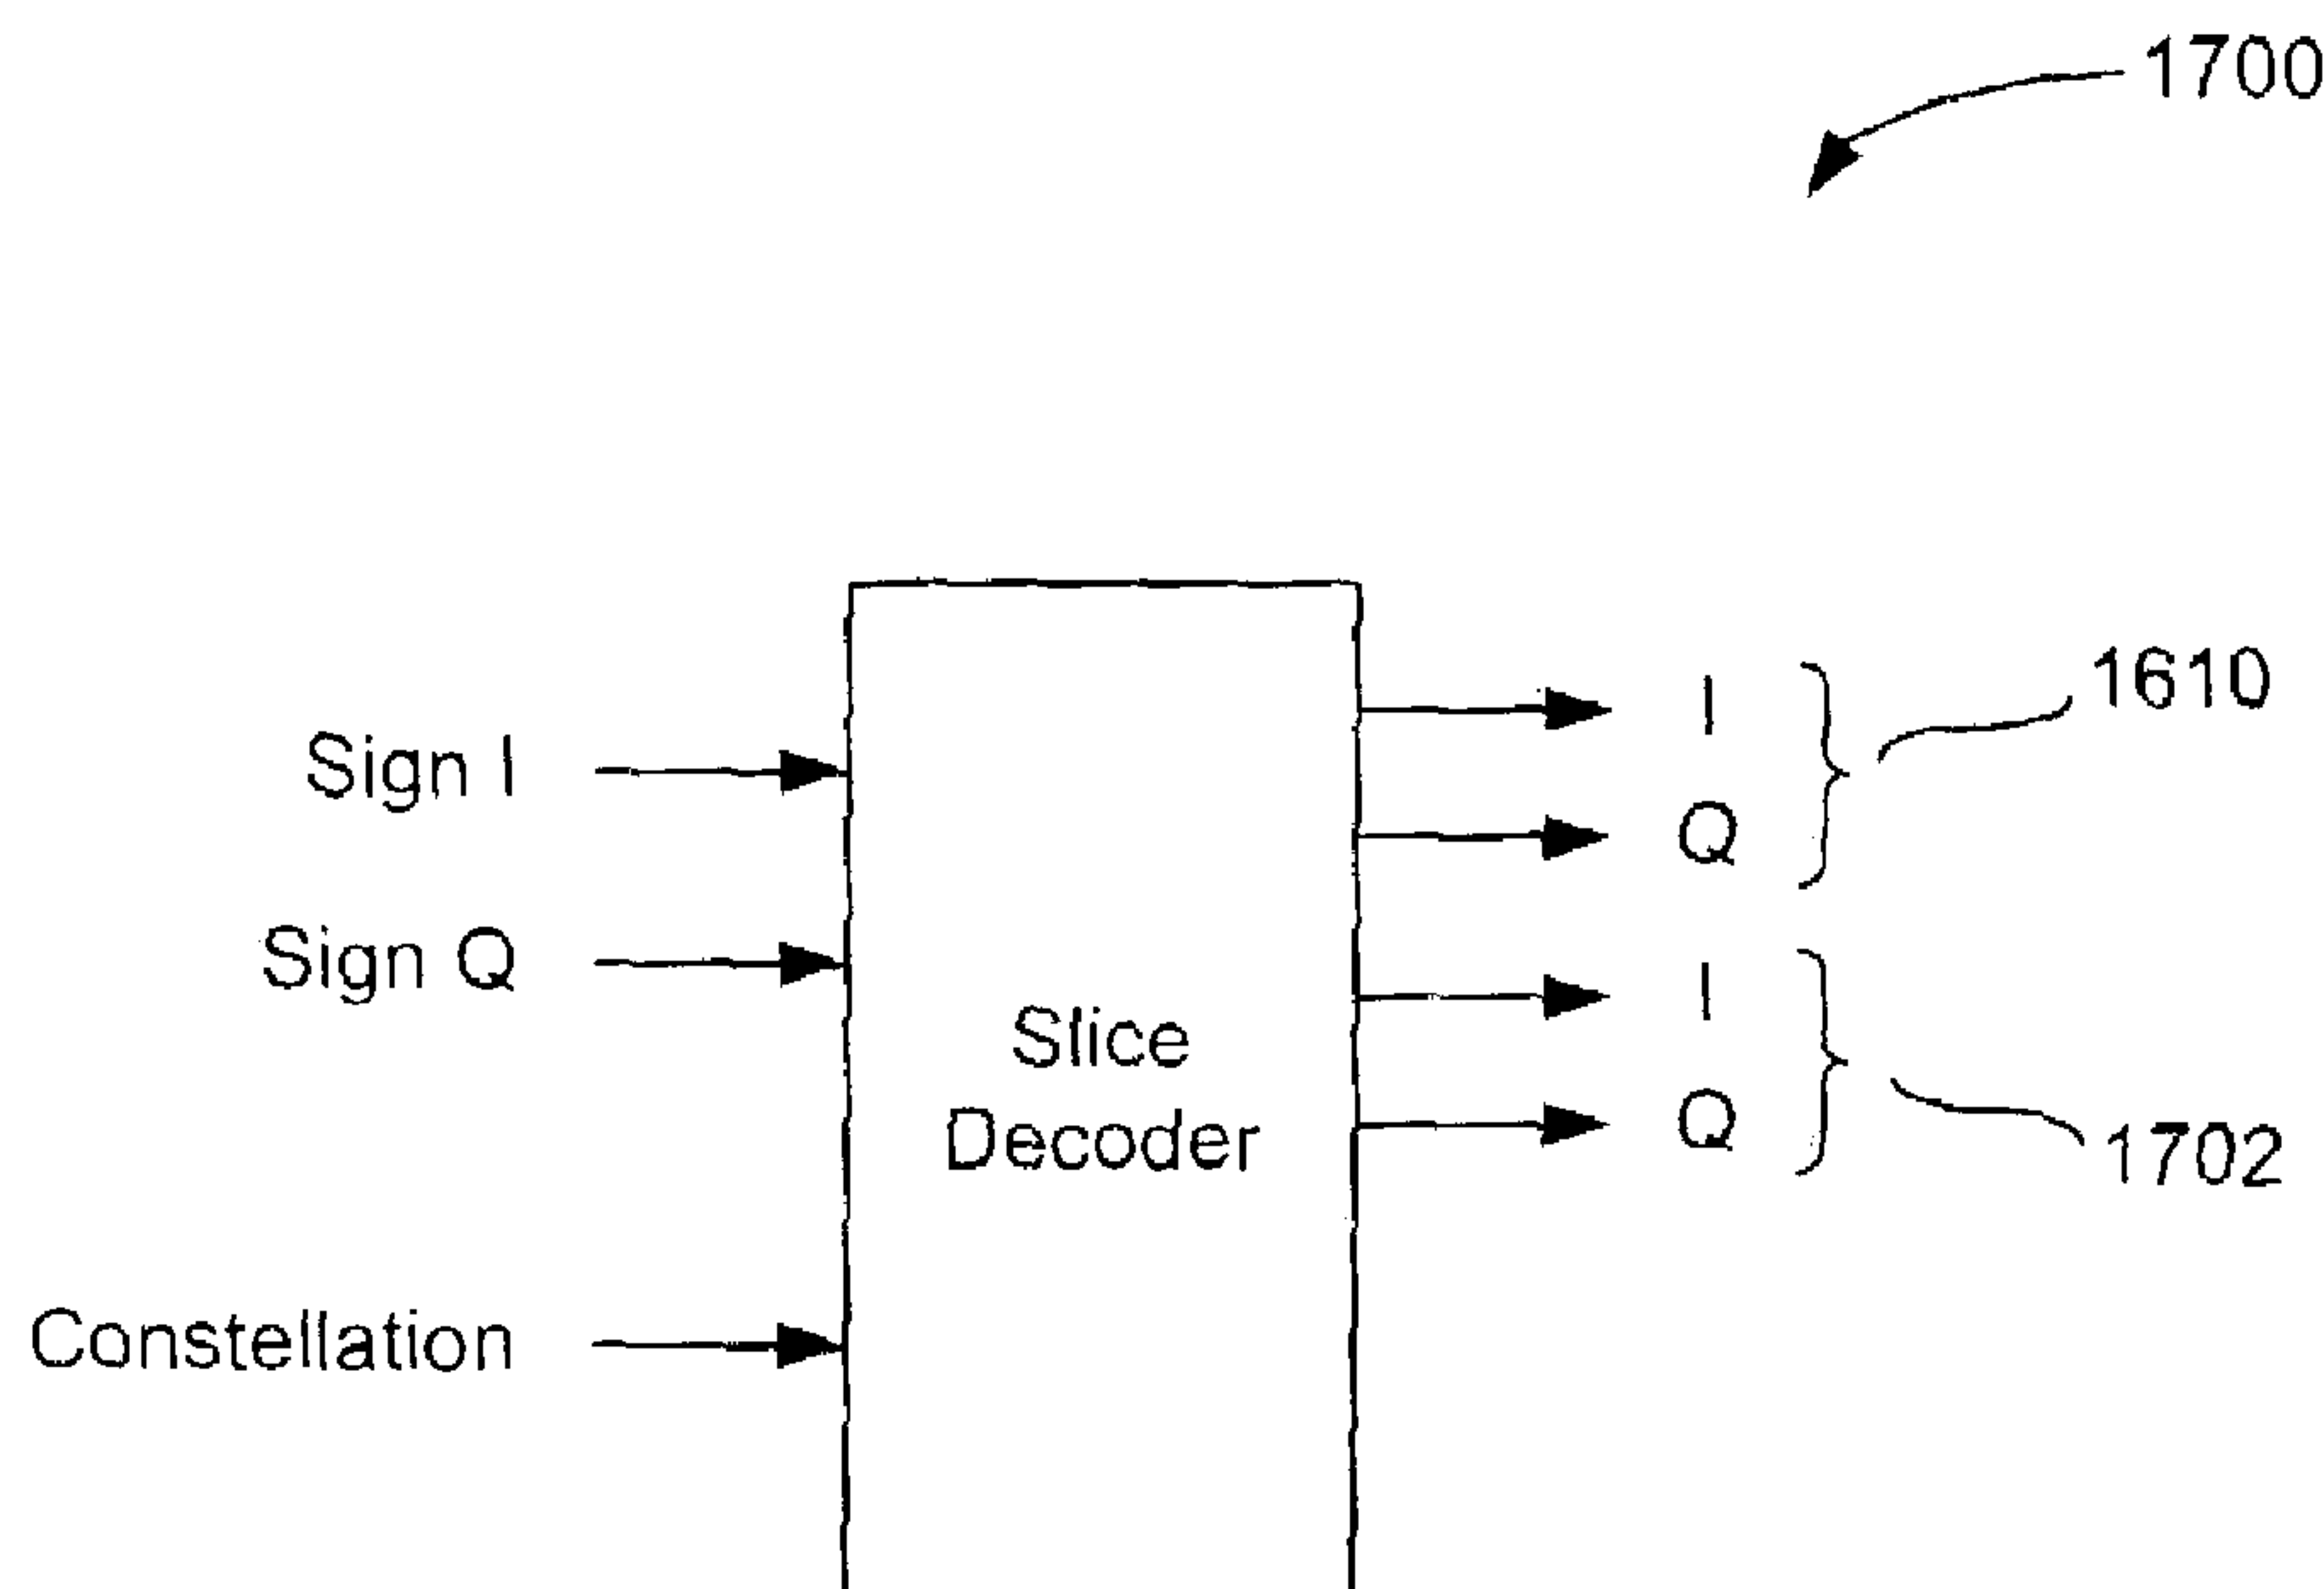 1700
1610
I
Sign I
Q
Sign Q
I
Slice
Decoder
Q
1702
Constellation